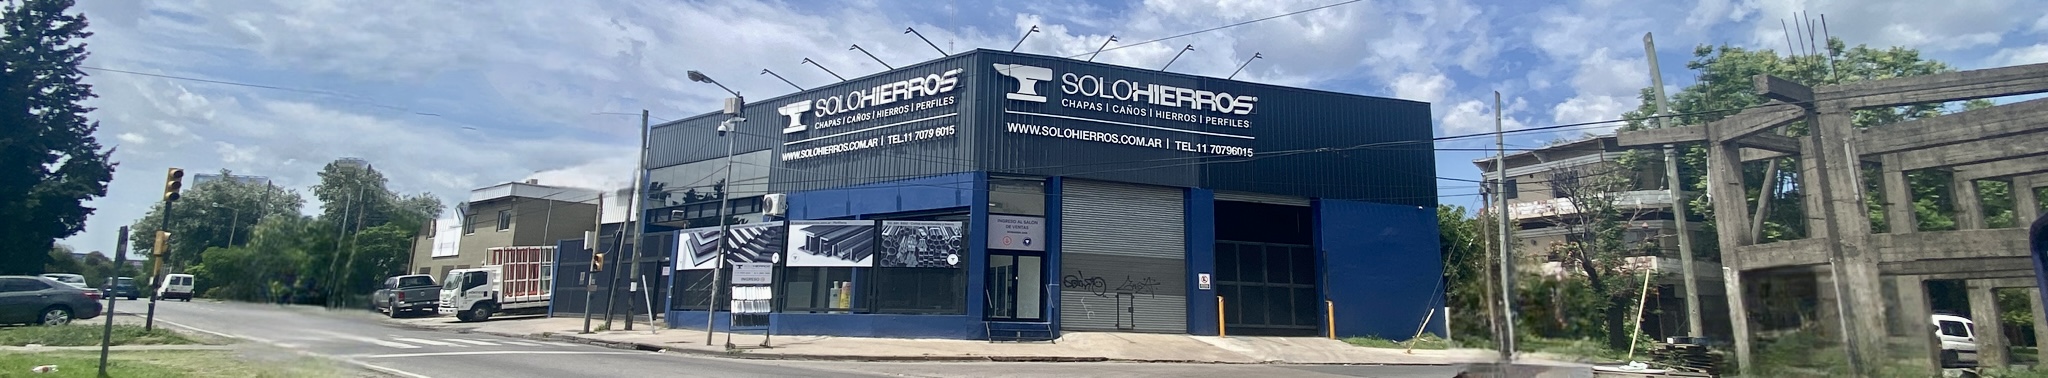 SOLOHIERROS
CHAPAS | CAÑOS | HIERROS | PERFILES
WWW.SOLOHIERROS.COM.AR | TEL.11 7079 6015
SOLOHIERROS
CHAPAS | CAÑOS | HIERROS | PERFILES
WWW.SOLOHIERROS.COM.AR | TEL.11 70796015
INGRESO AL SALÓN
DE VENTAS